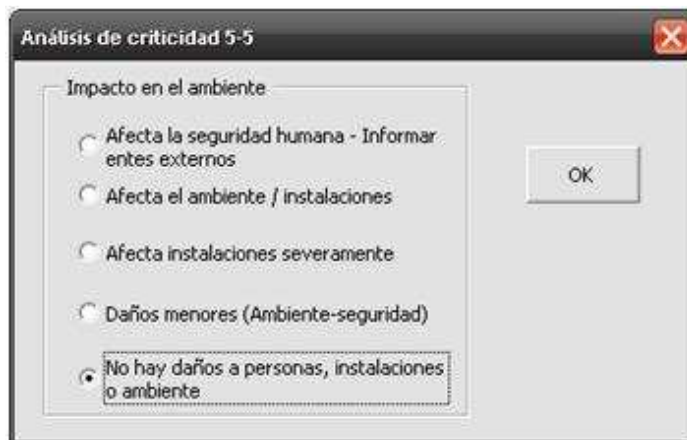 Análisis de criticidad 5-5
Impacto en el ambiente
Afecta la seguridad humana - Informar
entes externos
Afecta el ambiente / instalaciones
Afecta instalaciones severamente
Daños menores (Ambiente-seguridad)
No hay daños a personas, instalaciones
o ambiente
OK